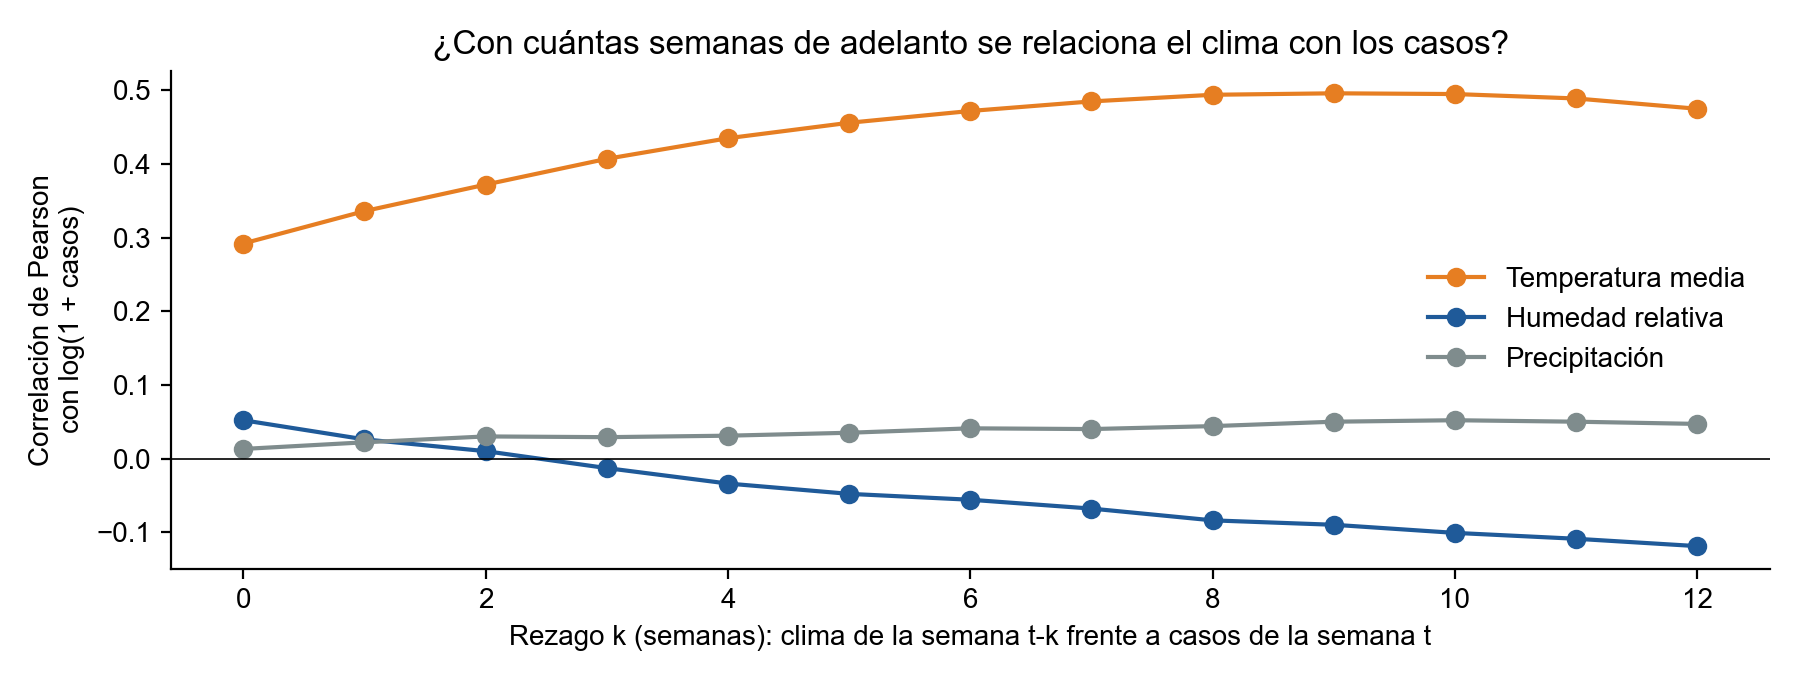 ¿Con cuántas semanas de adelanto se relaciona el clima con los casos?
Correlación de Pearson
con log(1 + casos)
0.5
0.4
0.3
0.2
0.1
0.0
−0.1
Temperatura media
Humedad relativa
Precipitación
0 2 4 6 8 10 12
Rezago k (semanas): clima de la semana t-k frente a casos de la semana t